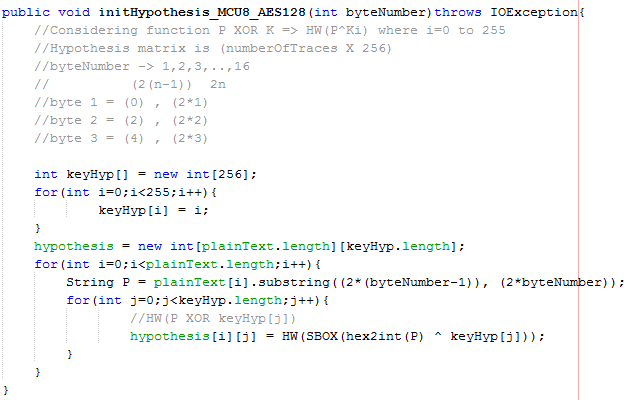 public void initHypothesis_MCU8_AES128(int byteNumber)throws IOException{
    //Considering function P XOR K => HW(P^Ki) where i=0 to 255
    //Hypothesis matrix is (numberOfTraces X 256)
    //byteNumber -> 1,2,3,..,16
    //          (2(n-1))  2n
    //byte 1 = (0) , (2*1)
    //byte 2 = (2) , (2*2)
    //byte 3 = (4) , (2*3)
    int keyHyp[] = new int[256];
    for(int i=0;i<255;i++){
            keyHyp[i] = i;
    }
    hypothesis = new int[plainText.length][keyHyp.length];
    for(int i=0;i<plainText.length;i++){
        String P = plainText[i].substring((2*(byteNumber-1)), (2*byteNumber));
        for(int j=0;j<keyHyp.length;j++){
                //HW(P XOR keyHyp[j])
                hypothesis[i][j] = HW(SBOX(hex2int(P) ^ keyHyp[j]));
        }
    }
}